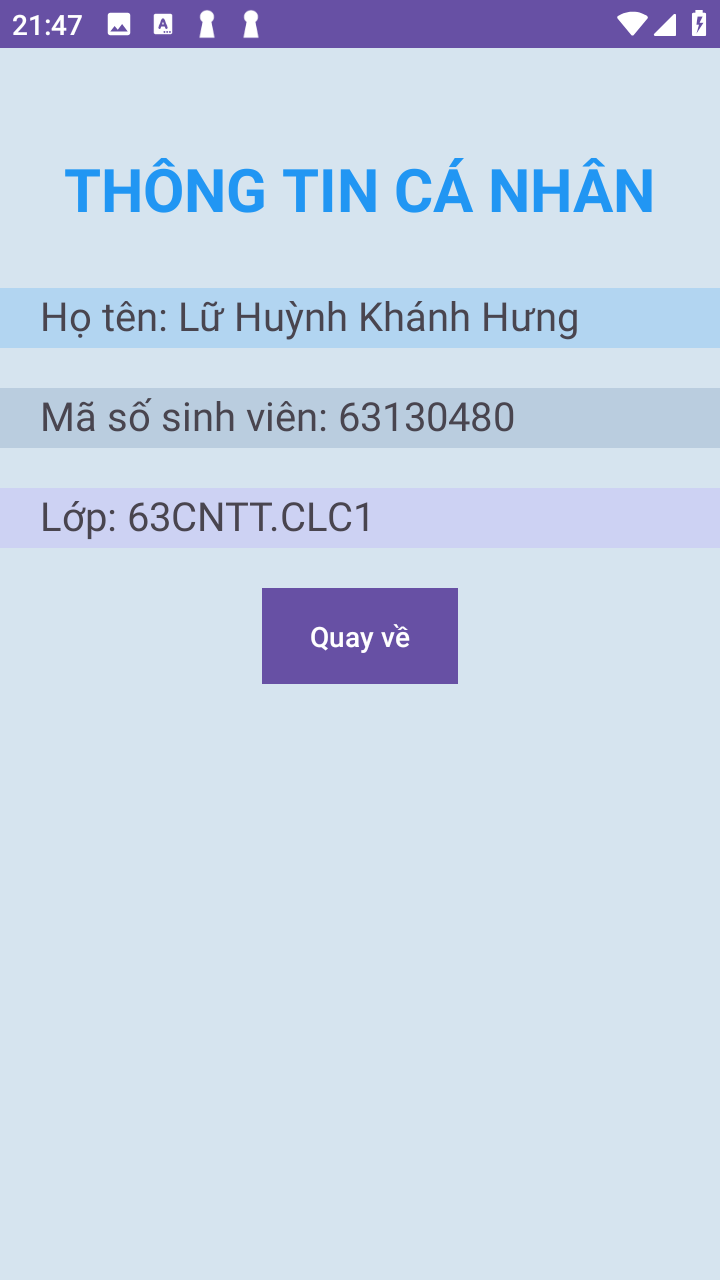 21:47
THÔNG TIN CÁ NHÂN
Họ tên: Lữ Huỳnh Khánh Hưng
Mã số sinh viên: 63130480
Lớp: 63CNTT.CLC1
Quay về